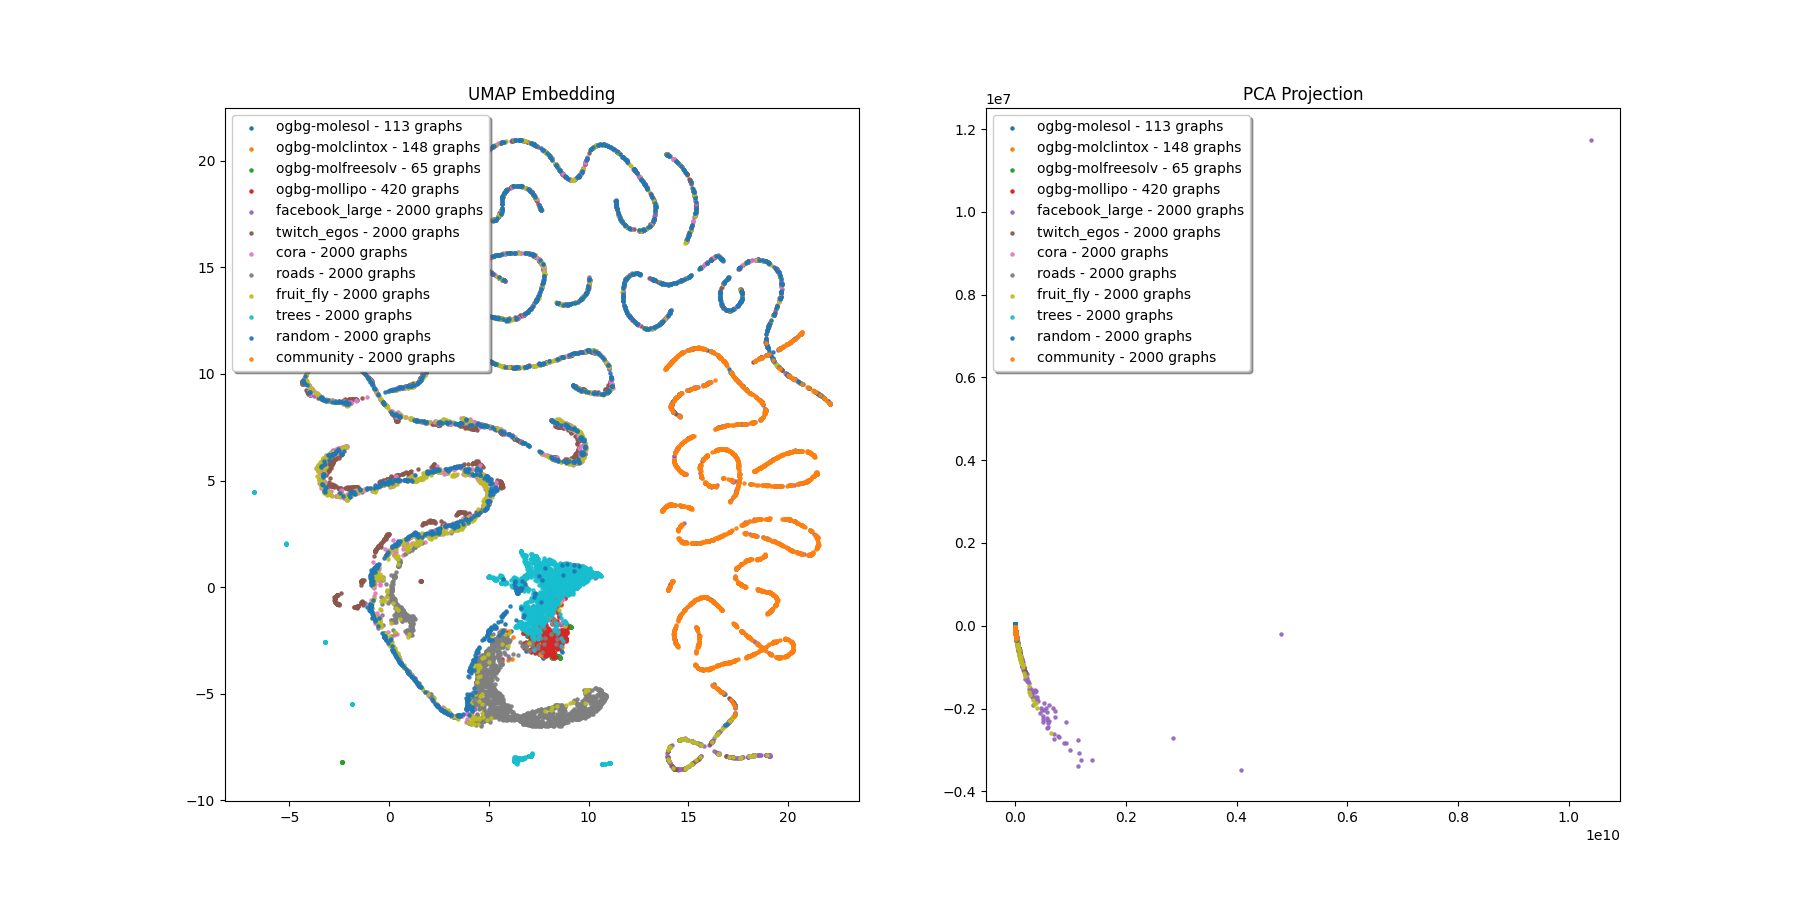 UMAP Embedding
ogbg-molesol - 113 graphs
ogbg-molclintox - 148 graphs
ogbg-molfreesolv - 65 graphs
ogbg-mollipo - 420 graphs
facebook_large - 2000 graphs
twitch_egos - 2000 graphs
cora - 2000 graphs
roads - 2000 graphs
fruit_fly - 2000 graphs
trees - 2000 graphs
random - 2000 graphs
community - 2000 graphs
20
15
10
5
0
−5
−10
−5
0
5
10
15
20
PCA Projection
1e7
ogbg-molesol - 113 graphs
ogbg-molclintox - 148 graphs
ogbg-molfreesolv - 65 graphs
ogbg-mollipo - 420 graphs
facebook_large - 2000 graphs
twitch_egos - 2000 graphs
cora - 2000 graphs
roads - 2000 graphs
fruit_fly - 2000 graphs
trees - 2000 graphs
random - 2000 graphs
community - 2000 graphs
1.2
1.0
0.8
0.6
0.4
0.2
0.0
−0.2
−0.4
0.0
0.2
0.4
0.6
0.8
1.0
1e10